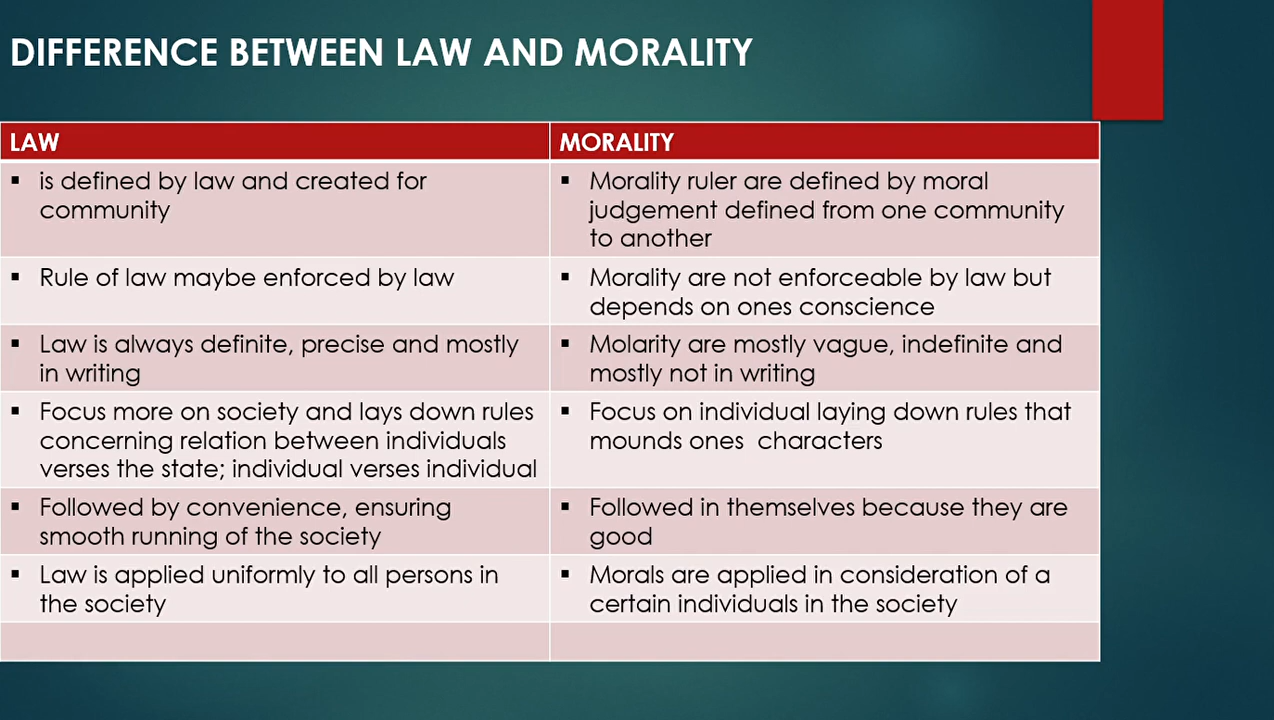 DIFFERENCE BETWEEN LAW AND MORALITY
LAW
MORALITY
▪ is defined by law and created for
community
▪ Morality ruler are defined by moral
judgement defined from one community
to another
▪ Rule of law maybe enforced by law
▪ Morality are not enforceable by law but
depends on ones conscience
▪ Law is always definite, precise and mostly
in writing
▪ Molarity are mostly vague, indefinite and
mostly not in writing
▪ Focus more on society and lays down rules
concerning relation between individuals
verses the state; individual verses individual
▪ Focus on individual laying down rules that
mounds ones characters
▪ Followed by convenience, ensuring
smooth running of the society
▪ Followed in themselves because they are
good
▪ Law is applied uniformly to all persons in
the society
▪ Morals are applied in consideration of a
certain individuals in the society